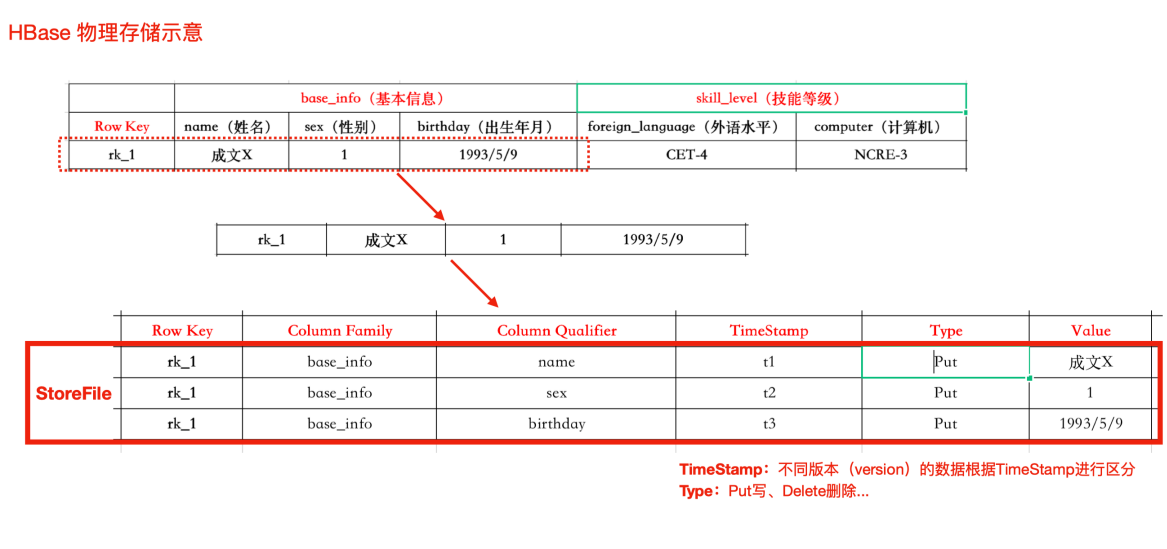 HBase 物理存储示意
base_info（基本信息） skill_level（技能等级）
Row Key name（姓名） sex（性别） birthday（出生年月） foreign_language（外语水平） computer（计算机）
rk_1 成文X 1 1993/5/9 CET-4 NCRE-3
rk_1 成文X 1 1993/5/9
Row Key Column Family Column Qualifier TimeStamp Type Value
rk_1 base_info name t1 Put 成文X
StoreFile rk_1 base_info sex t2 Put 1
rk_1 base_info birthday t3 Put 1993/5/9
TimeStamp：不同版本（version）的数据根据TimeStamp进行区分
Type：Put写、Delete删除...